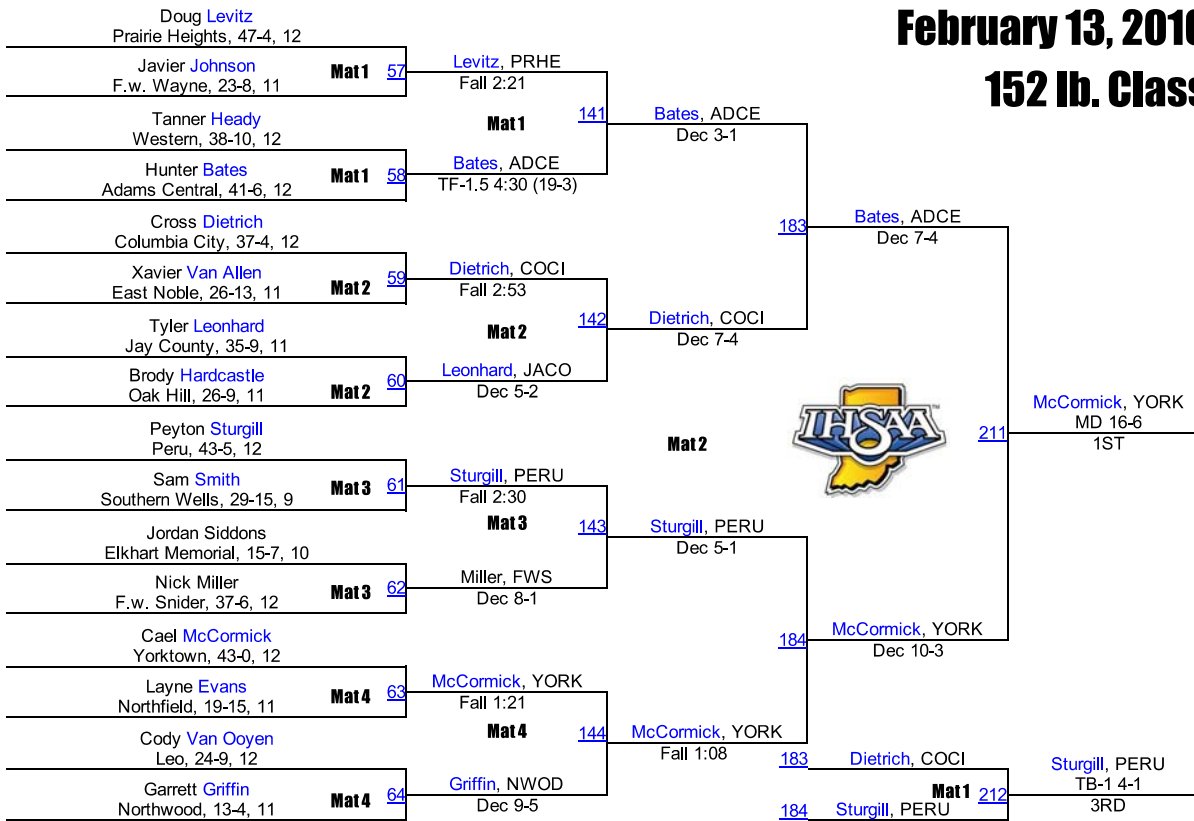 February 13, 2016
152 lb. Class
Doug Levitz
Prairie Heights, 47-4, 12
Javier Johnson
F.w. Wayne, 23-8, 11
Mat 1
57
Levitz, PRHE
Fall 2:21
Tanner Heady
Western, 38-10, 12
Mat 1
141
Bates, ADCE
Dec 3-1
Hunter Bates
Adams Central, 41-6, 12
Mat 1
58
Bates, ADCE
TF-1.5 4:30 (19-3)
Cross Dietrich
Columbia City, 37-4, 12
183
Bates, ADCE
Dec 7-4
Xavier Van Allen
East Noble, 26-13, 11
Mat 2
59
Dietrich, COCI
Fall 2:53
Tyler Leonhard
Jay County, 35-9, 11
Mat 2
142
Dietrich, COCI
Dec 7-4
Brody Hardcastle
Oak Hill, 26-9, 11
Mat 2
60
Leonhard, JACO
Dec 5-2
Peyton Sturgill
Peru, 43-5, 12
Mat 2
IHSAA
211
McCormick, YORK
MD 16-6
1ST
Sam Smith
Southern Wells, 29-15, 9
Mat 3
61
Sturgill, PERU
Fall 2:30
Jordan Siddons
Elkhart Memorial, 15-7, 10
Mat 3
143
Sturgill, PERU
Dec 5-1
Nick Miller
F.w. Snider, 37-6, 12
Mat 3
62
Miller, FWS
Dec 8-1
Cael McCormick
Yorktown, 43-0, 12
184
McCormick, YORK
Dec 10-3
Layne Evans
Northfield, 19-15, 11
Mat 4
63
McCormick, YORK
Fall 1:21
Cody Van Ooyen
Leo, 24-9, 12
Mat 4
144
McCormick, YORK
Fall 1:08
Garrett Griffin
Northwood, 13-4, 11
Mat 4
64
Griffin, NWOD
Dec 9-5
183
Dietrich, COCI
Mat 1
212
Sturgill, PERU
TB-1 4-1
3RD
184
Sturgill, PERU